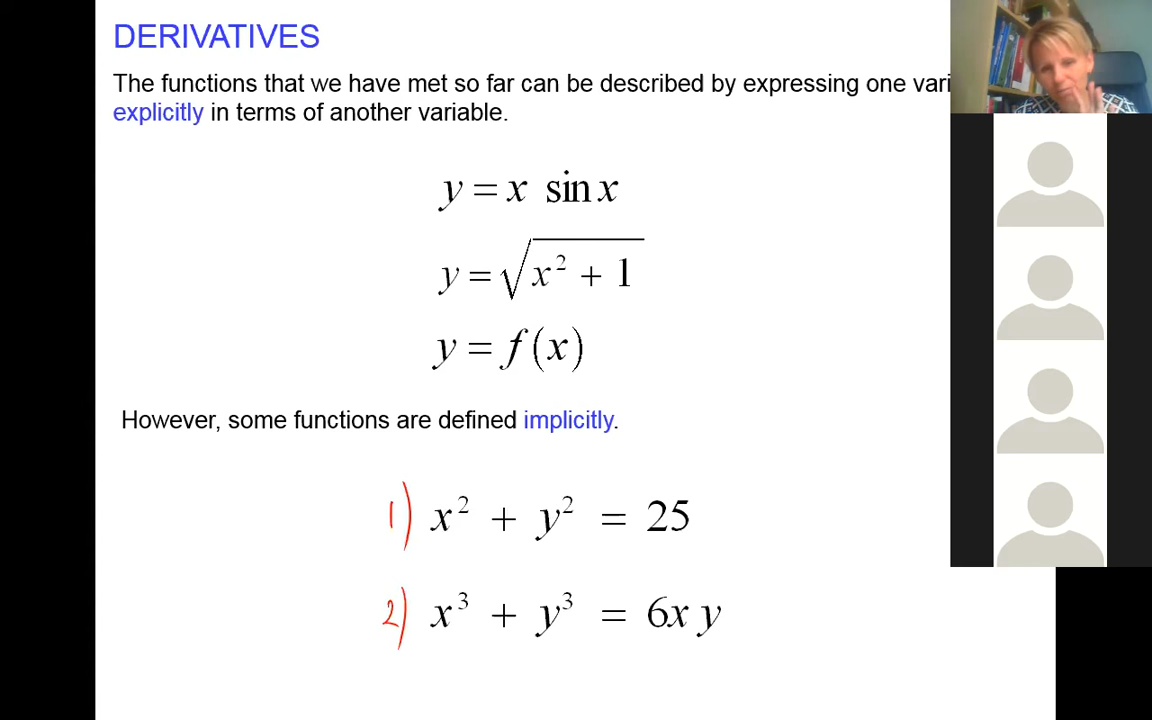 DERIVATIVES
The functions that we have met so far can be described by expressing one vari
explicitly in terms of another variable.
y = x sin x
y = √(x² + 1)
y = f(x)
However, some functions are defined implicitly.
1) x² + y² = 25
2) x³ + y³ = 6x y